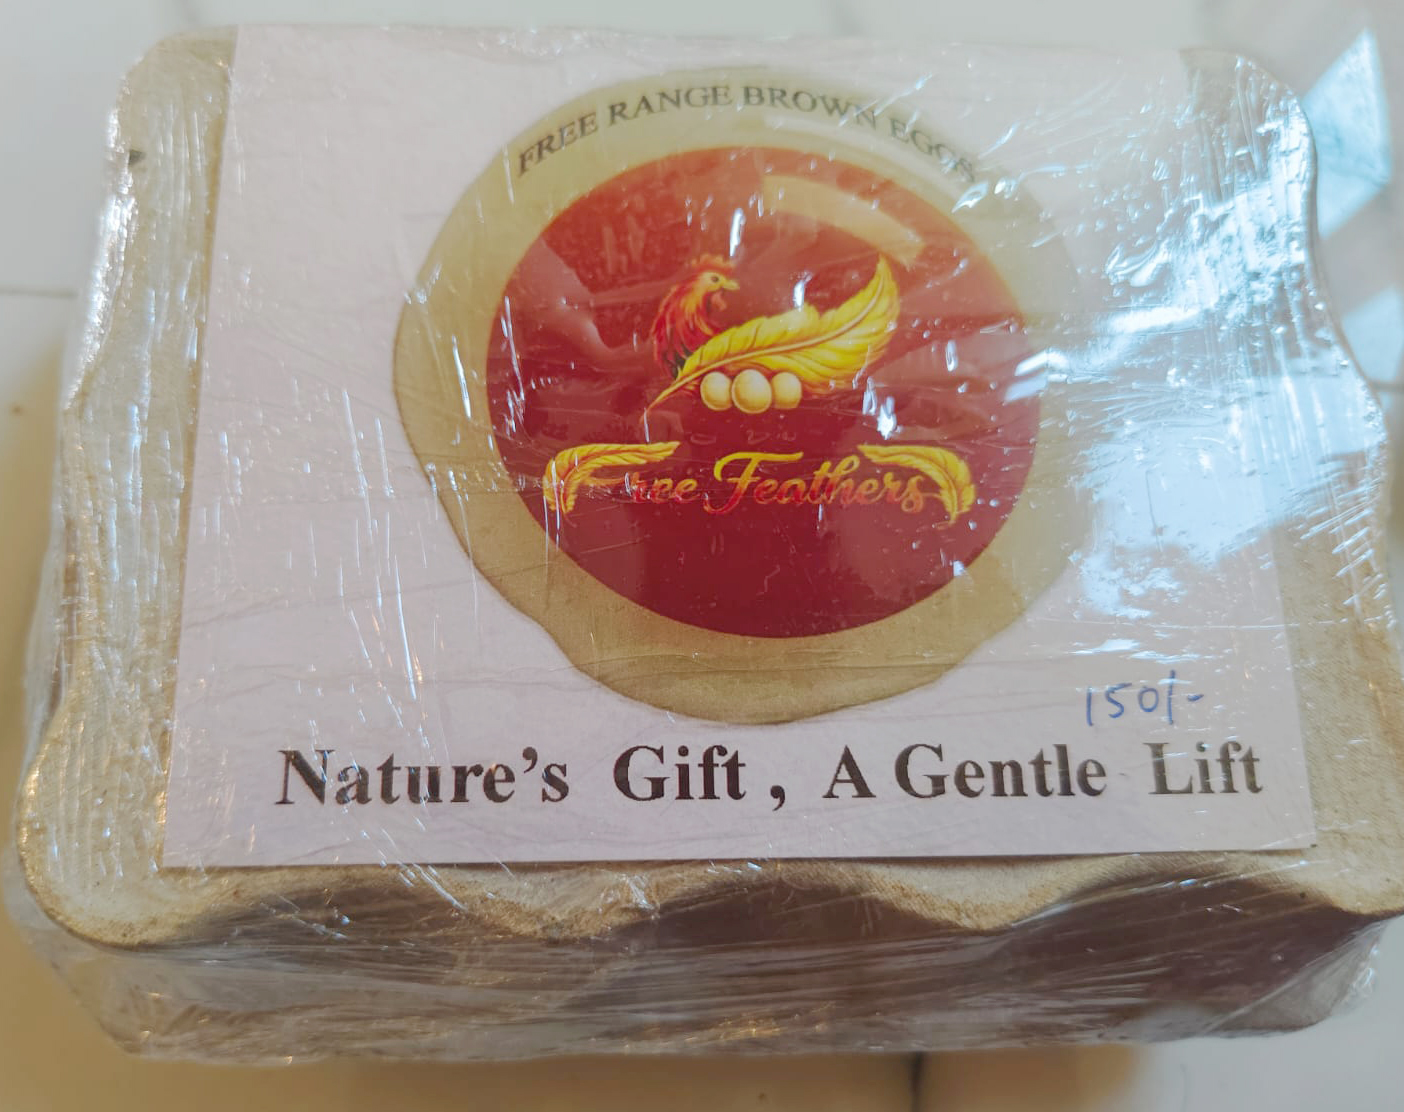 FREE RANGE BROWN EGGS
Free Feathers
150/-
Nature's Gift , A Gentle Lift